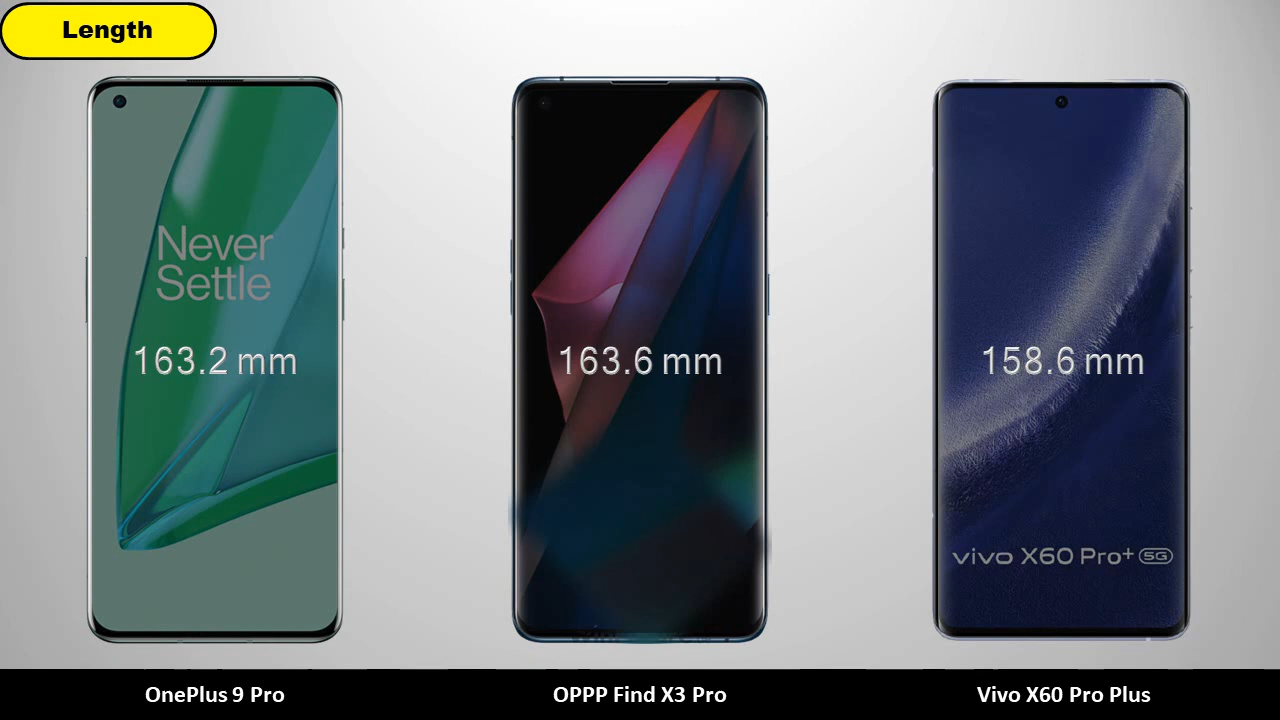 Length
Never
Settle
163.2 mm
163.6 mm
158.6 mm
vivo X60 Pro+ 5G
OnePlus 9 Pro
OPPP Find X3 Pro
Vivo X60 Pro Plus